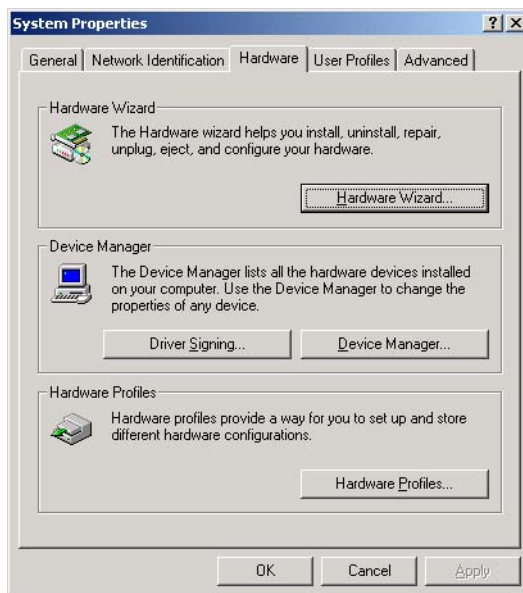 System Properties
General Network Identification Hardware User Profiles Advanced
Hardware Wizard
The Hardware wizard helps you install, uninstall, repair,
unplug, eject, and configure your hardware.
Hardware Wizard...
Device Manager
The Device Manager lists all the hardware devices installed
on your computer. Use the Device Manager to change the
properties of any device.
Driver Signing... Device Manager...
Hardware Profiles
Hardware profiles provide a way for you to set up and store
different hardware configurations.
Hardware Profiles...
OK Cancel Apply